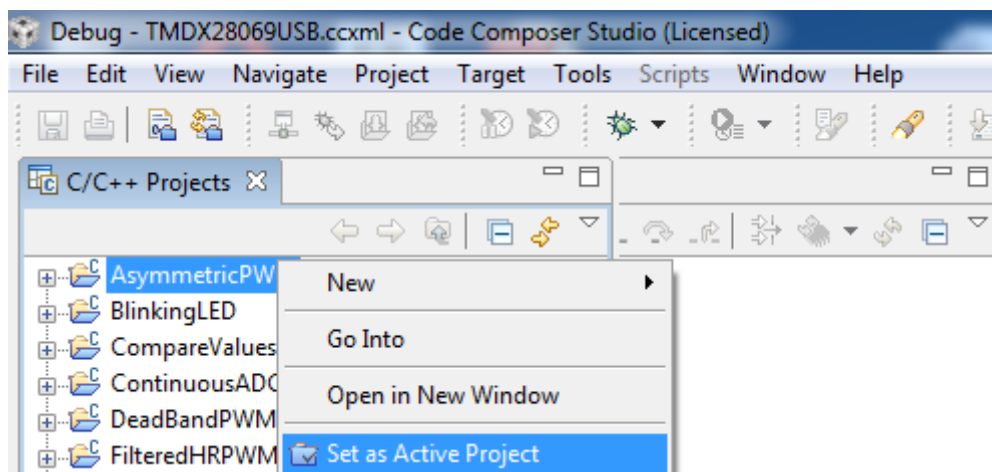 Debug - TMDX28069USB.ccxml - Code Composer Studio (Licensed)
File Edit View Navigate Project Target Tools Scripts Window Help
C/C++ Projects
AsymmetricPW
New
BlinkingLED
Go Into
CompareValues
ContinuousADC
Open in New Window
DeadBandPWM
FilteredHRPWM
Set as Active Project